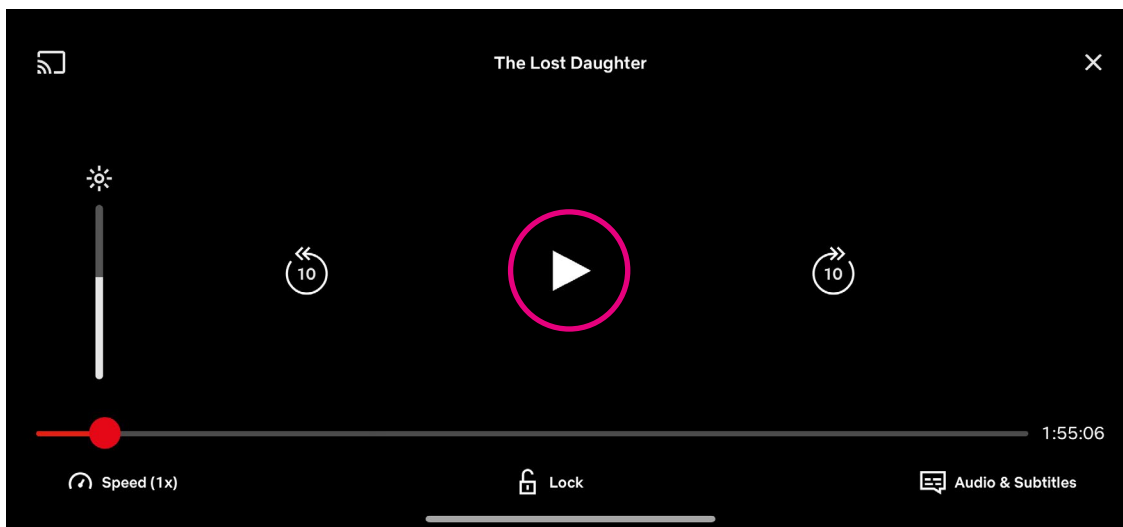 The Lost Daughter
10
10
1:55:06
Speed (1x)
Lock
Audio & Subtitles